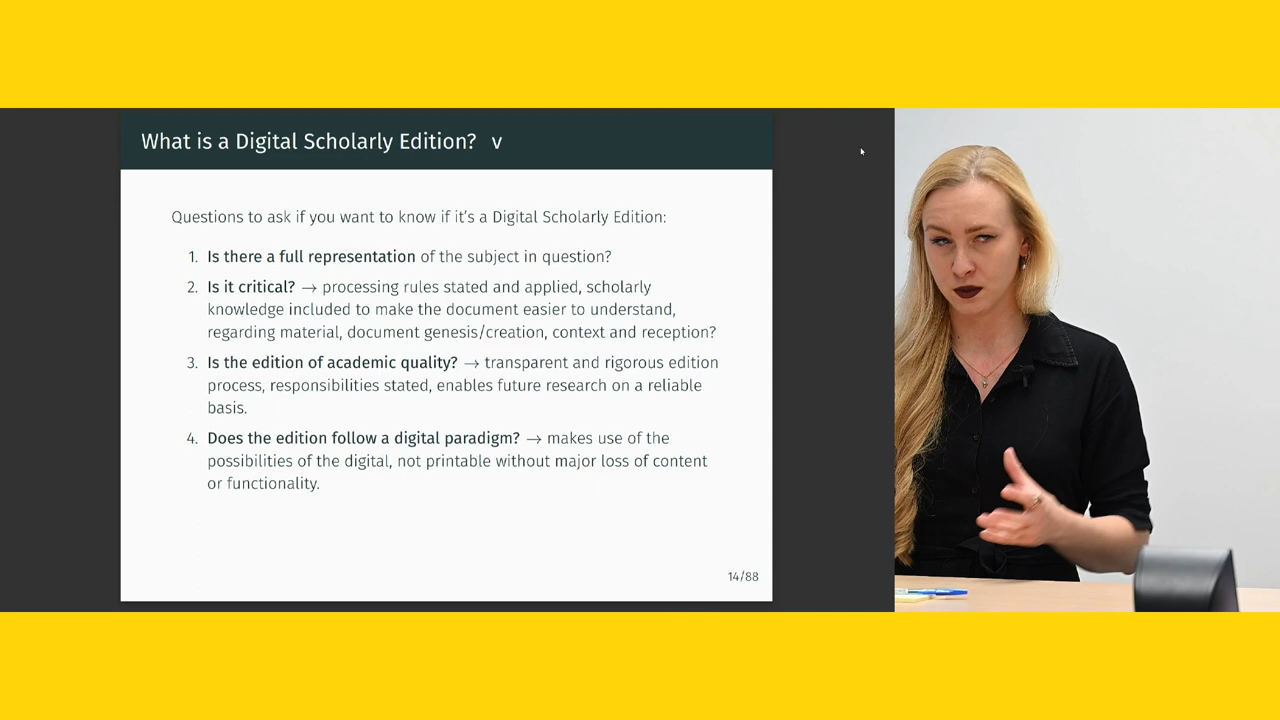 What is a Digital Scholarly Edition? v
Questions to ask if you want to know if it's a Digital Scholarly Edition:
1. Is there a full representation of the subject in question?
2. Is it critical? → processing rules stated and applied, scholarly
knowledge included to make the document easier to understand,
regarding material, document genesis/creation, context and reception?
3. Is the edition of academic quality? → transparent and rigorous edition
process, responsibilities stated, enables future research on a reliable
basis.
4. Does the edition follow a digital paradigm? → makes use of the
possibilities of the digital, not printable without major loss of content
or functionality.
14/88